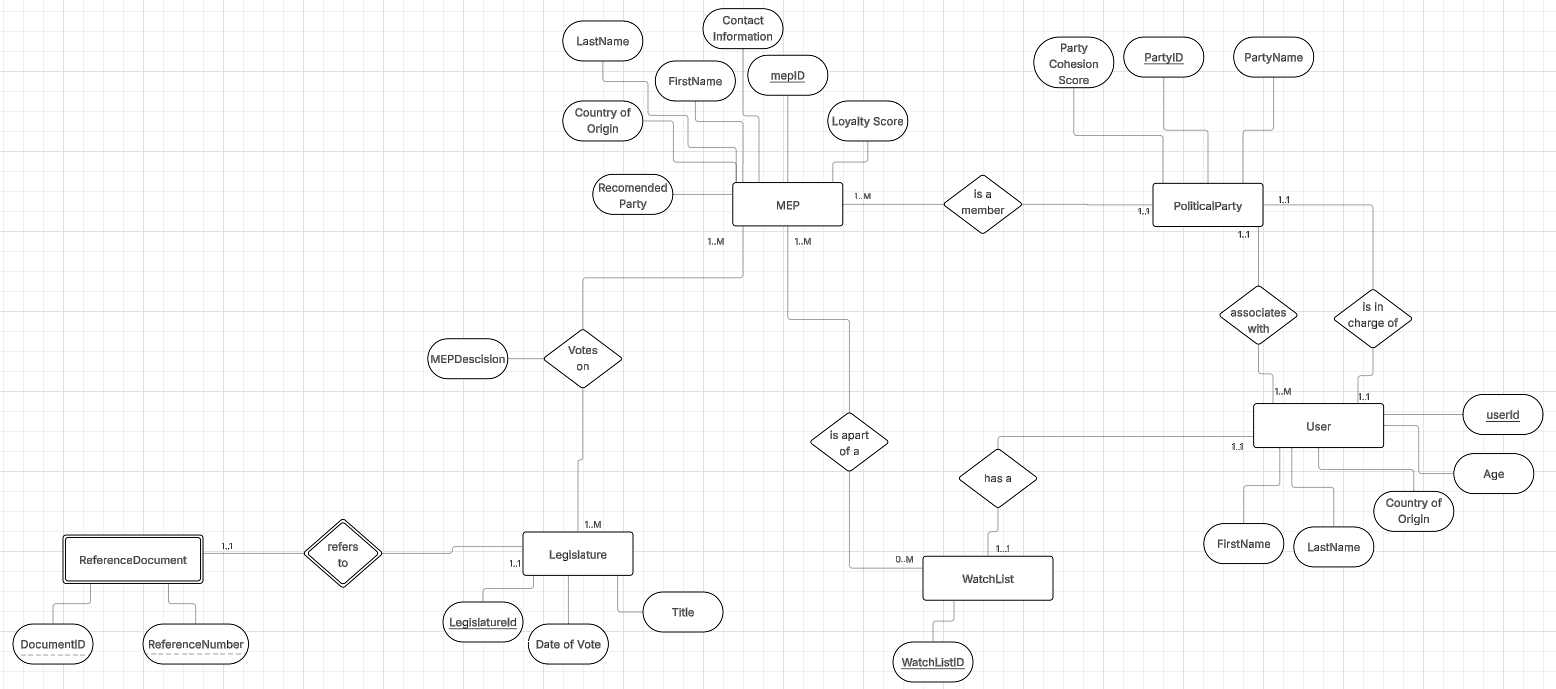 Contact
Information
LastName
FirstName
mepID
Country of
Origin
Loyalty Score
Recomended
Party
MEP
1..M
1..M
1..M
is a
member
Party
Cohesion
Score
PartyID
PartyName
1..1
PoliticalParty
1..1
1..1
associates
with
is in
charge of
1..M
1..1
User
1..1
userId
Age
Country of
Origin
FirstName
LastName
MEPDescision
Votes
on
is apart
of a
has a
0..M
1...1
WatchList
WatchListID
1..M
Legislature
1..1
LegislatureId
Date of Vote
Title
refers
to
1..1
ReferenceDocument
DocumentID
ReferenceNumber